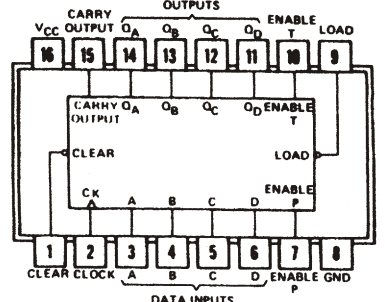 OUTPUTS
CARRY ENABLE
VCC OUTPUT QA QB QC QD T LOAD
16 15 14 13 12 11 10 9
CARRY QA QB QC QD ENABLE
OUTPUT T
CLEAR LOAD
CK ENABLE
A B C D P
1 2 3 4 5 6 7 8
CLEAR CLOCK A B C D ENABLE GND
P
DATA INPUTS